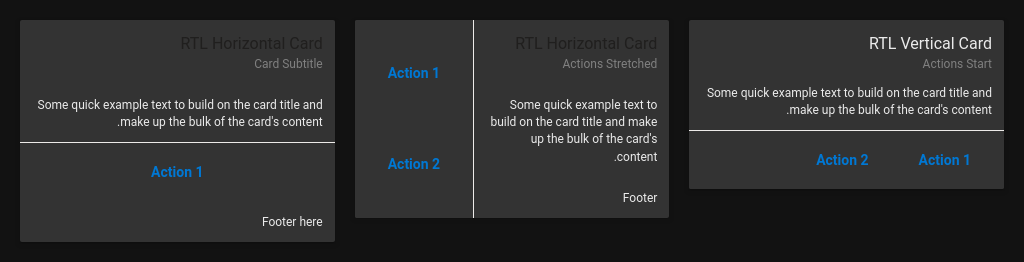 RTL Horizontal Card
Card Subtitle
Some quick example text to build on the card title and
.make up the bulk of the card's content
Action 1
Footer here
RTL Horizontal Card
Actions Stretched
Some quick example text to
build on the card title and make
up the bulk of the card's
.content
Footer
Action 1
Action 2
RTL Vertical Card
Actions Start
Some quick example text to build on the card title and
.make up the bulk of the card's content
Action 2 Action 1